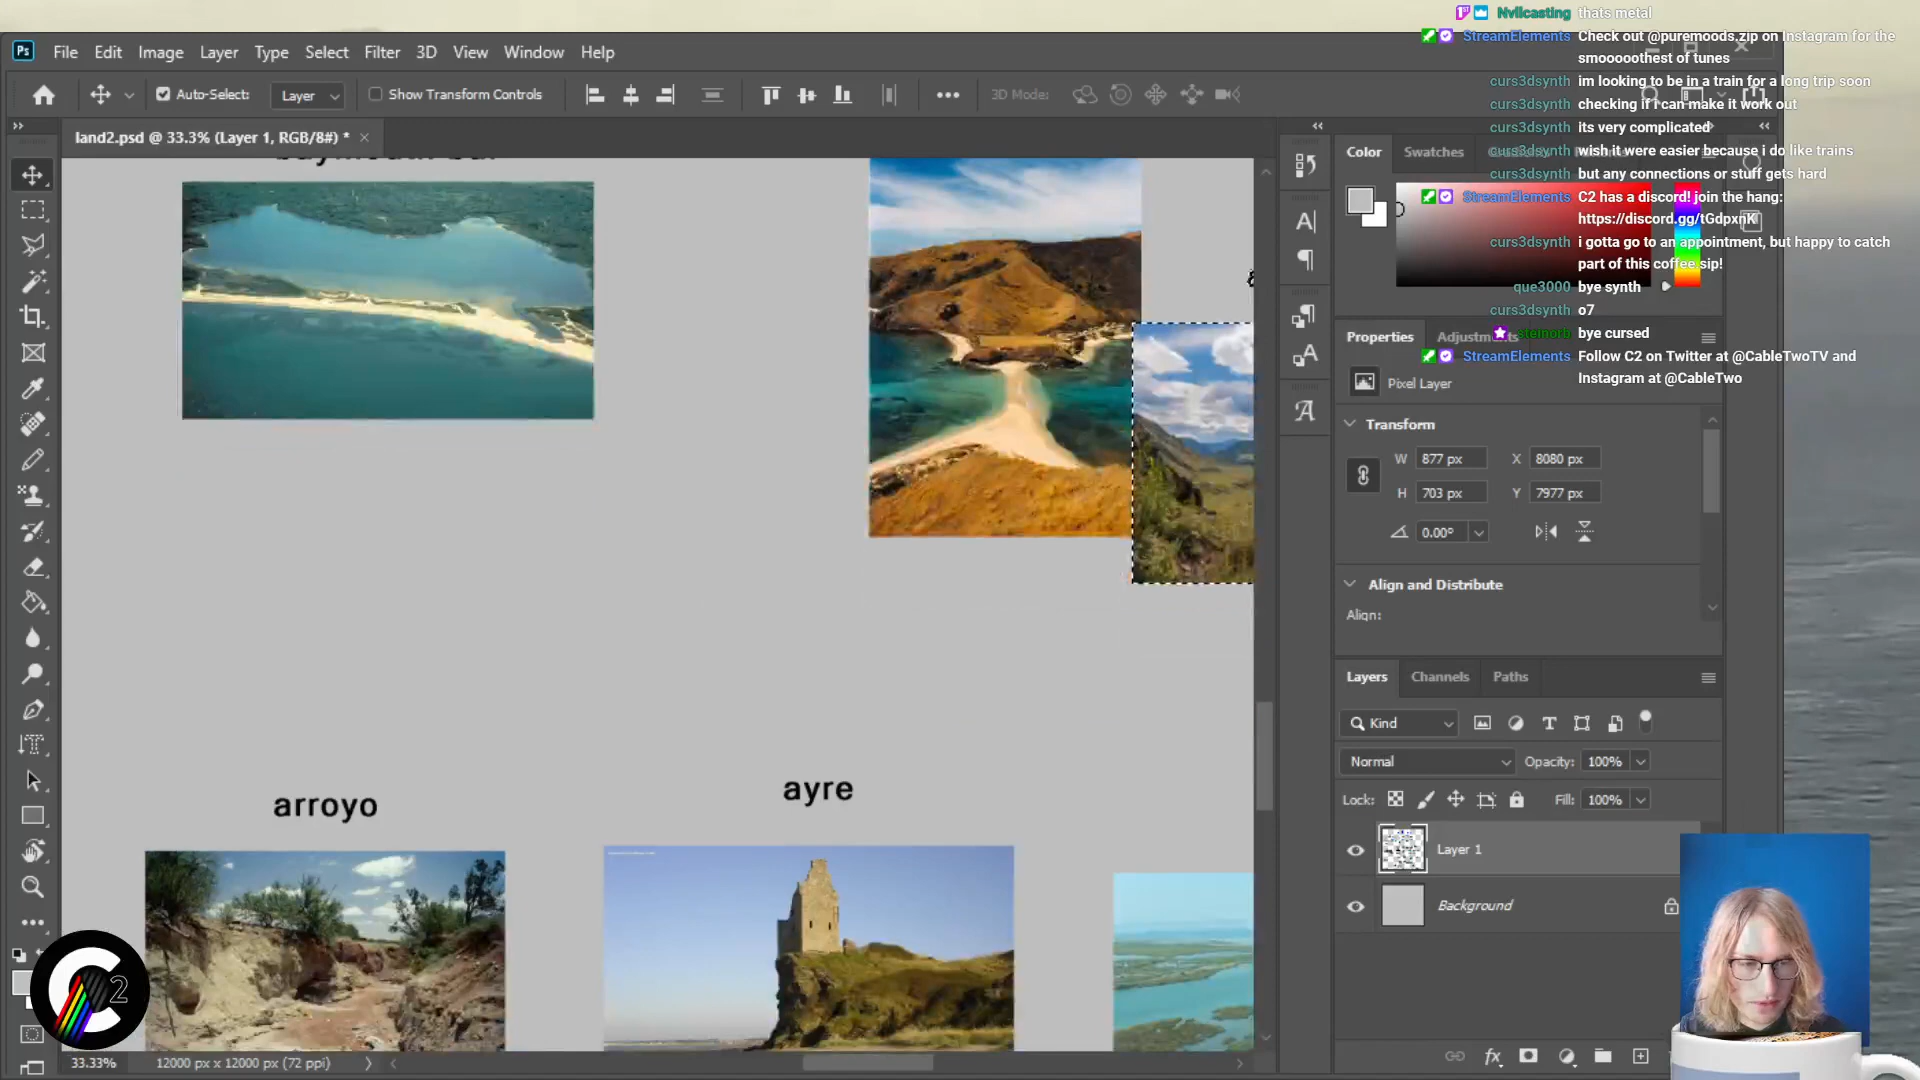 Nvilcasting thats metal
StreamElements Check out @puremoods.zip on Instagram for the
smooooothest of tunes
curs3dsynth im looking to be in a train for a long trip soon
curs3dsynth checking if i can make it work out
curs3dsynth its very complicated
curs3dsynth wish it were easier because i do like trains
curs3dsynth but any connections or stuff gets hard
StreamElements C2 has a discord! join the hang:
https://discord.gg/tGdpxnK
curs3dsynth i gotta go to an appointment, but happy to catch
part of this coffee sip!
que3000 bye synth
curs3dsynth o7
steinorb bye cursed
StreamElements Follow C2 on Twitter at @CableTwoTV and
Instagram at @CableTwo
Ps File Edit Image Layer Type Select Filter 3D View Window Help
Auto-Select: Layer Show Transform Controls 3D Mode:
land2.psd @ 33.3% (Layer 1, RGB/8#) *
arroyo
ayre
33.33% 12000 px x 12000 px (72 ppi)
Color Swatches
Properties Adjustments
Pixel Layer
Transform
W 877 px X 8080 px
H 703 px Y 7977 px
0.00°
Align and Distribute
Align:
Layers Channels Paths
Kind
Normal Opacity: 100%
Lock: Fill: 100%
Layer 1
Background
fx
C2